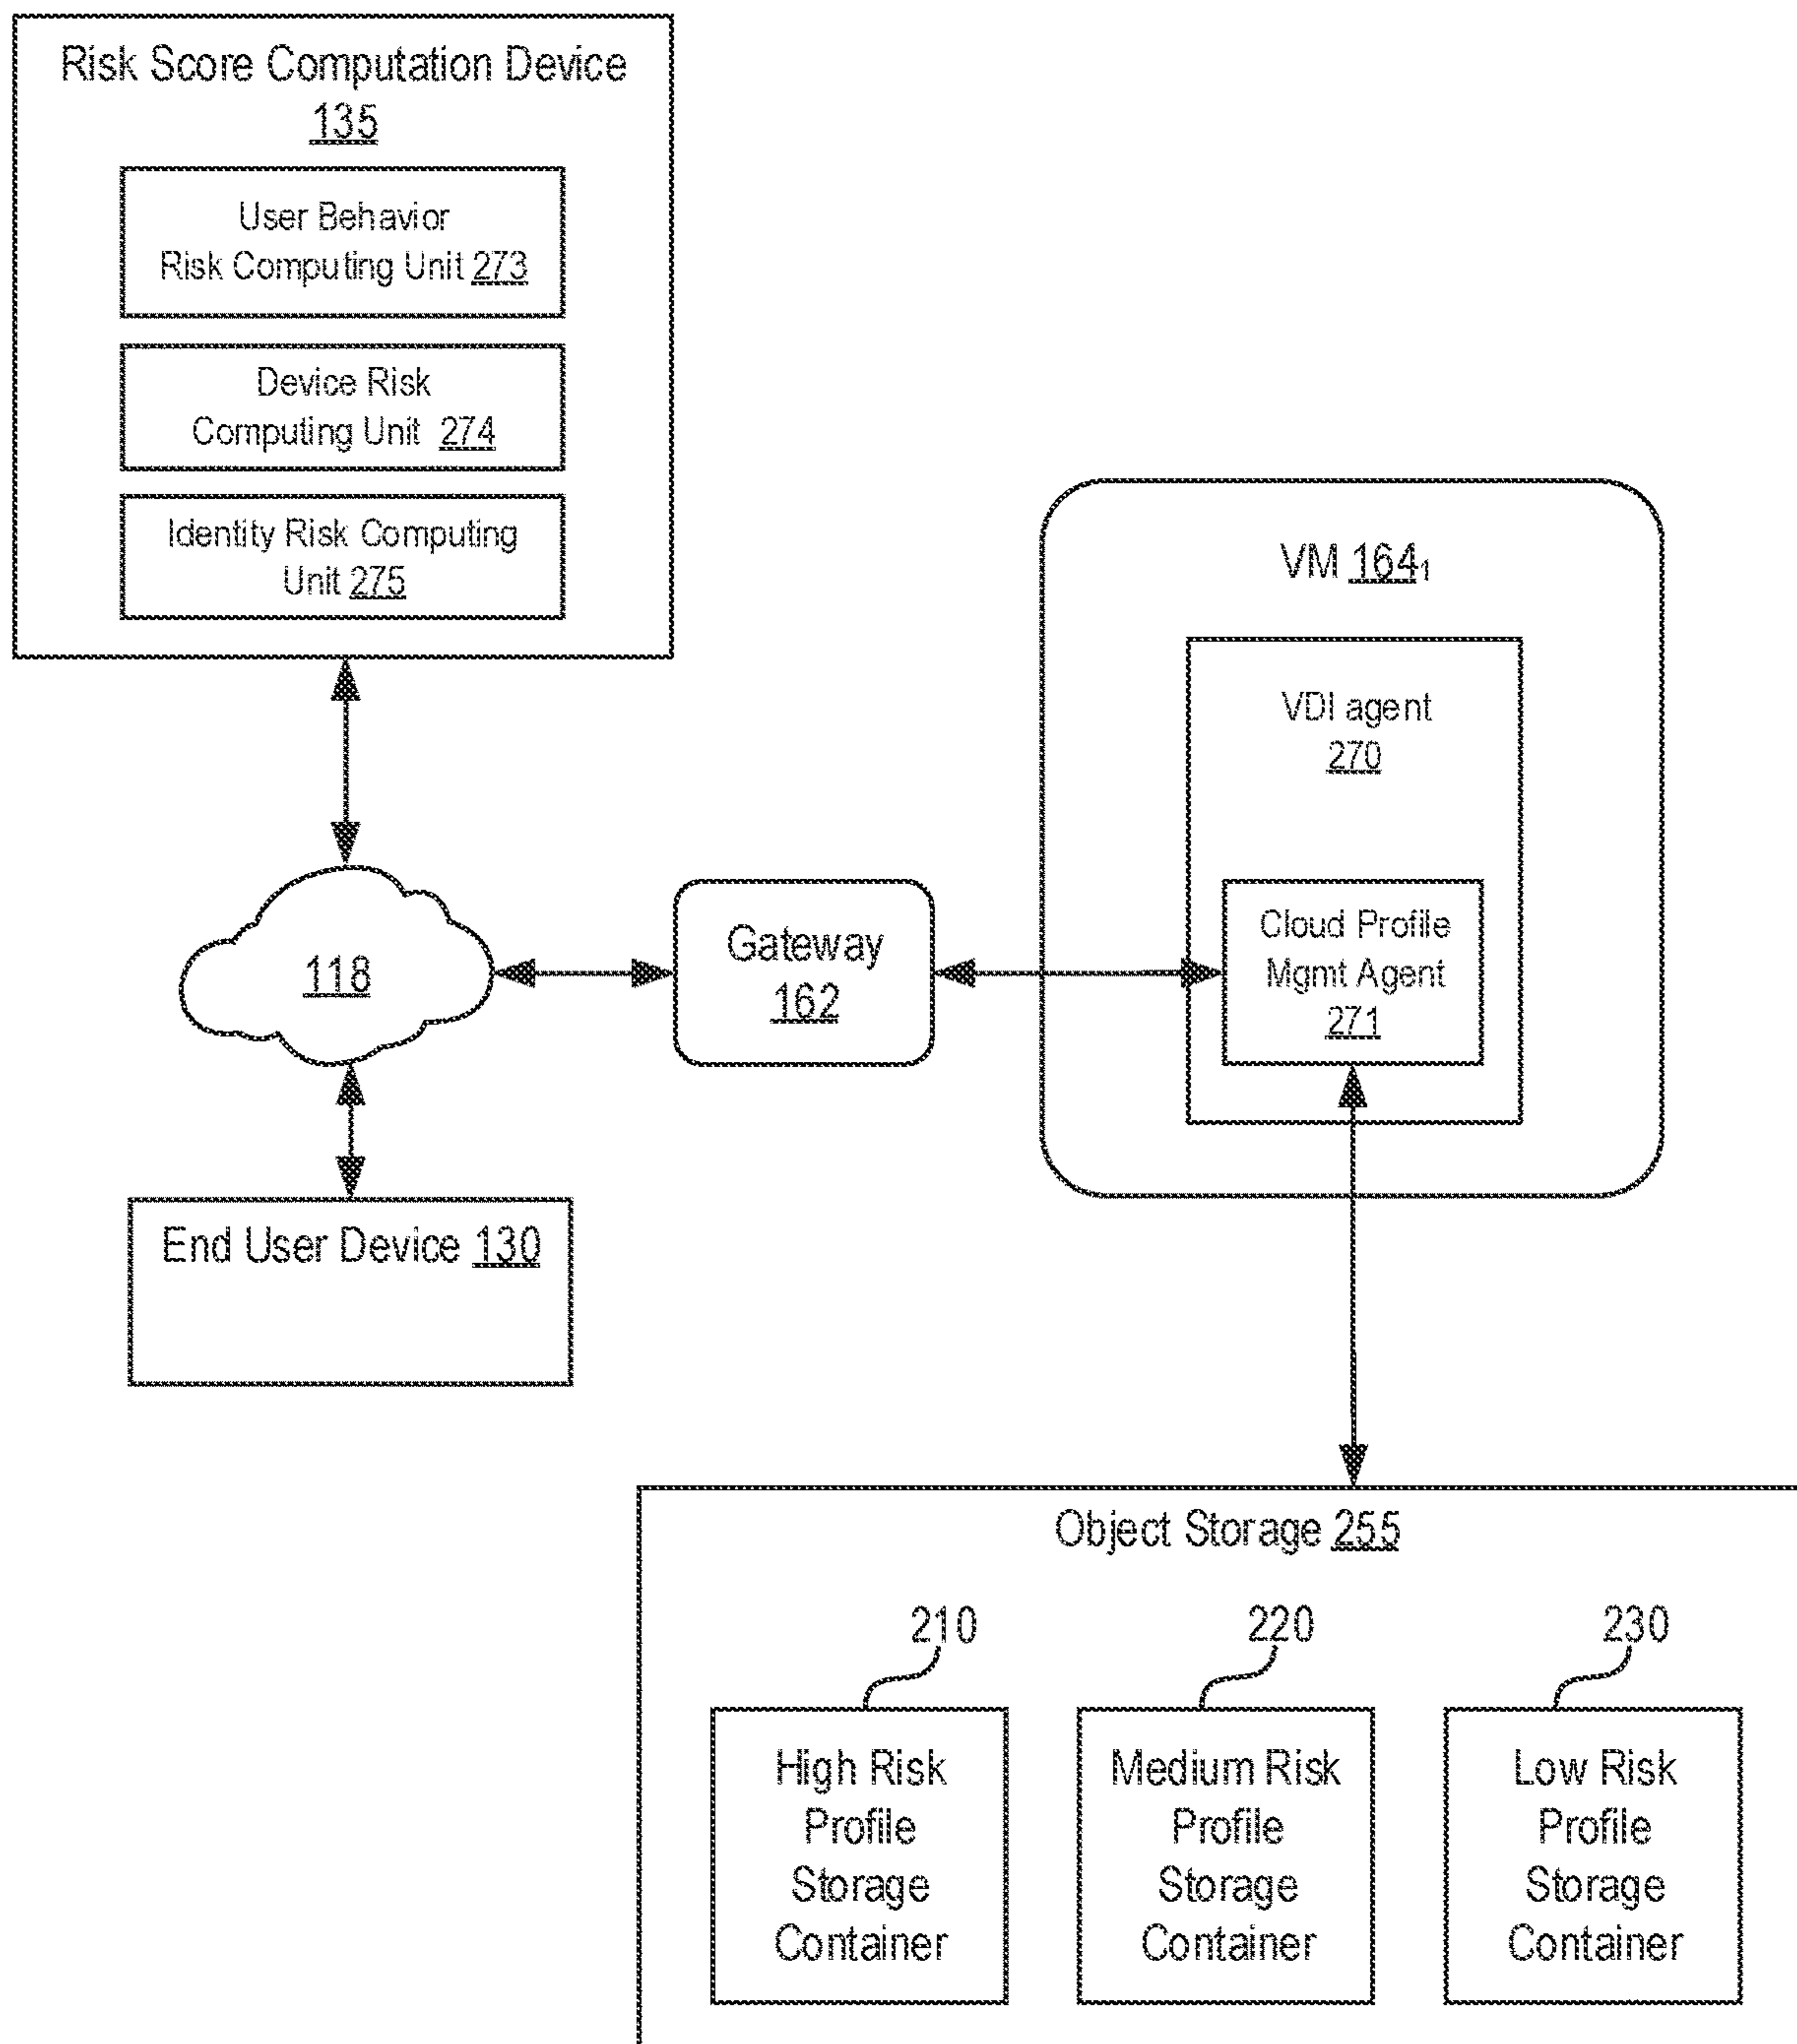 Risk Score Computation Device
135
User Behavior
Risk Computing Unit 273
Device Risk
Computing Unit 274
Identity Risk Computing
Unit 275
VM 164₁
VDI agent
270
Cloud Profile
Mgmt Agent
271
Gateway
162
118
End User Device 130
Object Storage 255
210
220
230
High Risk
Profile
Storage
Container
Medium Risk
Profile
Storage
Container
Low Risk
Profile
Storage
Container